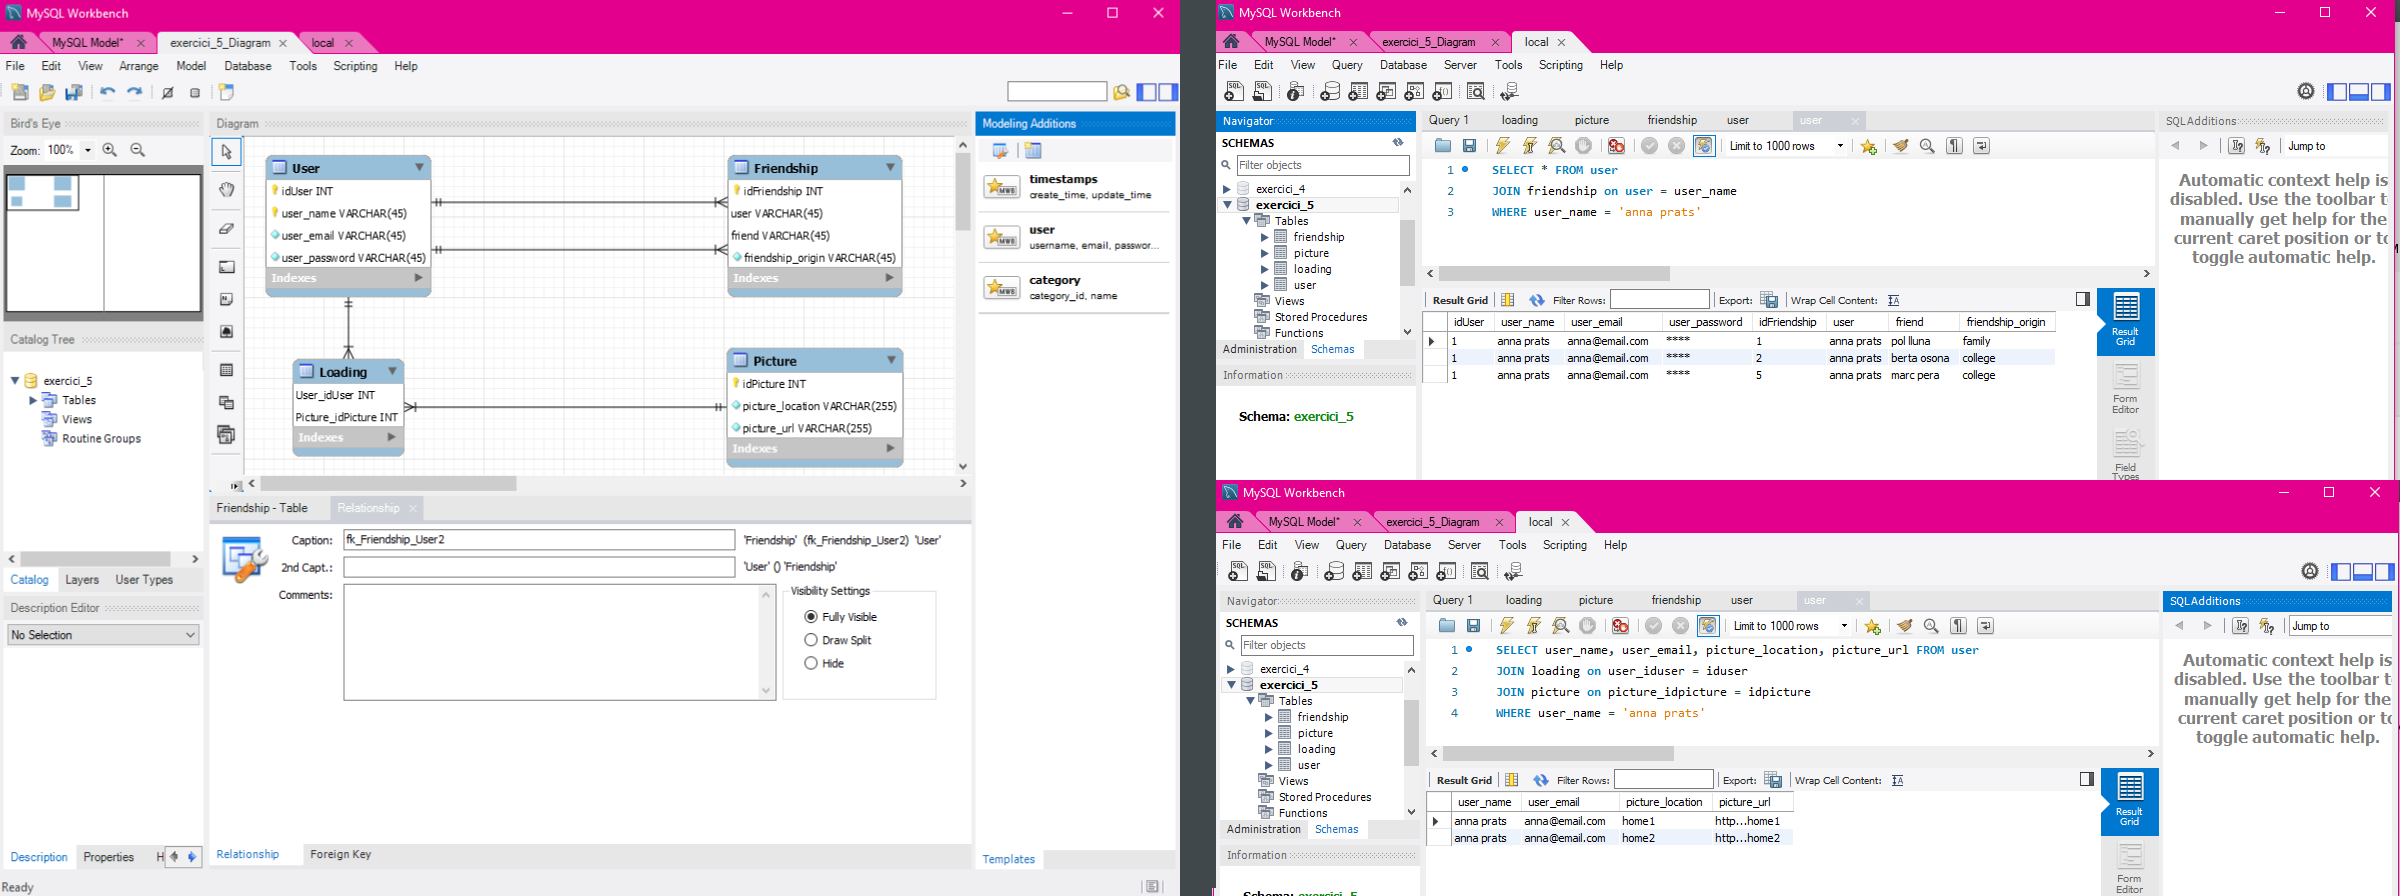 MySQL Workbench
MySQL Model*
exercici_5_Diagram
local
File Edit View Arrange Model Database Tools Scripting Help
Bird's Eye
Zoom: 100%
Catalog Tree
exercici_5
Tables
Views
Routine Groups
Catalog Layers User Types
Description Editor
No Selection
Description Properties H
Ready
Diagram
User
idUser INT
user_name VARCHAR(45)
user_email VARCHAR(45)
user_password VARCHAR(45)
Indexes
Friendship
idFriendship INT
user VARCHAR(45)
friend VARCHAR(45)
friendship_origin VARCHAR(45)
Indexes
Loading
User_idUser INT
Picture_idPicture INT
Indexes
Picture
idPicture INT
picture_location VARCHAR(255)
picture_url VARCHAR(255)
Indexes
Modeling Additions
timestamps
create_time, update_time
user
username, email, passwor...
category
category_id, name
Templates
Friendship - Table
Relationship
Caption: fk_Friendship_User2 'Friendship' (fk_Friendship_User2) 'User'
2nd Capt.: 'User' () 'Friendship'
Comments:
Visibility Settings
Fully Visible
Draw Split
Hide
Relationship Foreign Key
MySQL Workbench
MySQL Model*
exercici_5_Diagram
local
File Edit View Query Database Server Tools Scripting Help
Navigator
SCHEMAS
Filter objects
exercici_4
exercici_5
Tables
friendship
picture
loading
user
Views
Stored Procedures
Functions
Administration Schemas
Information
Schema: exercici_5
Query 1 loading picture friendship user user
Limit to 1000 rows
1 SELECT * FROM user
2 JOIN friendship on user = user_name
3 WHERE user_name = 'anna prats'
Result Grid Filter Rows: Export: Wrap Cell Content:
idUser user_name user_email user_password idFriendship user friend friendship_origin
1 anna prats anna@email.com **** 1 anna prats pol lluna family
1 anna prats anna@email.com **** 2 anna prats berta osona college
1 anna prats anna@email.com **** 5 anna prats marc pera college
Result Grid
Form Editor
Field Types
SQLAdditions
Jump to
Automatic context help is
disabled. Use the toolbar t
manually get help for the
current caret position or to
toggle automatic help.
MySQL Workbench
MySQL Model*
exercici_5_Diagram
local
File Edit View Query Database Server Tools Scripting Help
Navigator
SCHEMAS
Filter objects
exercici_4
exercici_5
Tables
friendship
picture
loading
user
Views
Stored Procedures
Functions
Administration Schemas
Information
Schema: exercici_5
Query 1 loading picture friendship user user
Limit to 1000 rows
1 SELECT user_name, user_email, picture_location, picture_url FROM user
2 JOIN loading on user_iduser = iduser
3 JOIN picture on picture_idpicture = idpicture
4 WHERE user_name = 'anna prats'
Result Grid Filter Rows: Export: Wrap Cell Content:
user_name user_email picture_location picture_url
anna prats anna@email.com home1 http...home1
anna prats anna@email.com home2 http...home2
Result Grid
Form Editor
SQLAdditions
Jump to
Automatic context help is
disabled. Use the toolbar t
manually get help for the
current caret position or to
toggle automatic help.